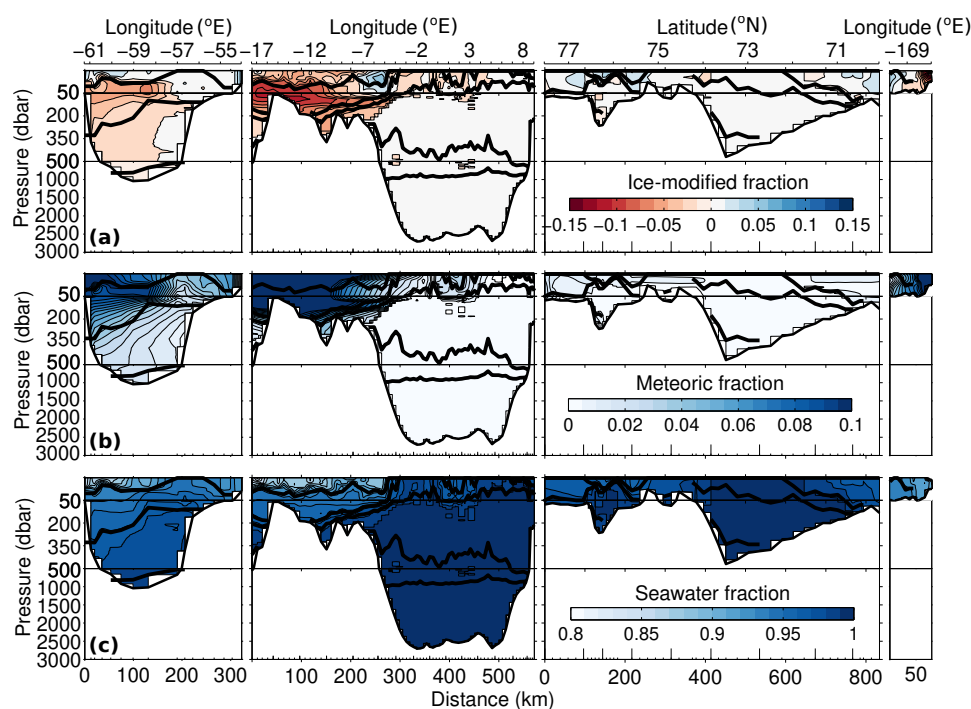 Longitude (°E) Longitude (°E) Latitude (°N) Longitude (°E)
−61 −59 −57 −55 −17 −12 −7 −2 3 8 77 75 73 71 −169
50
200
350
500
1000
1500
2000
2500
3000
Pressure (dbar)
(a)
Ice-modified fraction
−0.15 −0.1 −0.05 0 0.05 0.1 0.15
50
200
350
500
1000
1500
2000
2500
3000
Pressure (dbar)
(b)
Meteoric fraction
0 0.02 0.04 0.06 0.08 0.1
50
200
350
500
1000
1500
2000
2500
3000
Pressure (dbar)
(c)
Seawater fraction
0.8 0.85 0.9 0.95 1
0 100 200 300 0 100 200 300 400 500 0 200 400 600 800 50
Distance (km)